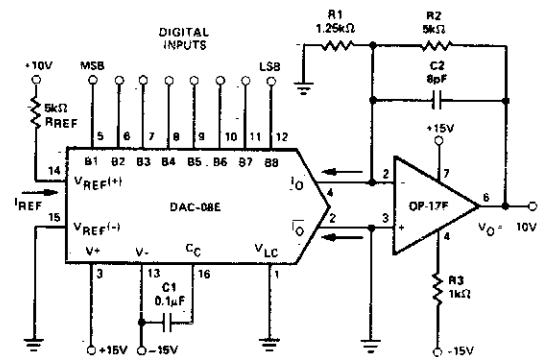 DIGITAL
INPUTS
+10V
MSB
LSB
5kΩ
RREF
5
6
7
8
9
10
11
12
B1
B2
B3
B4
B5
B6
B7
B8
14
VREF(+)
IREF
15
VREF(-)
DAC-08E
IO
4
IO
2
V+
V-
CC
VLC
3
13
16
1
C1
0.1µF
+15V
-15V
R1
1.25kΩ
R2
5kΩ
C2
8pF
+15V
7
2
-
OP-17F
6
3
+
4
VO =
10V
R3
1kΩ
-15V